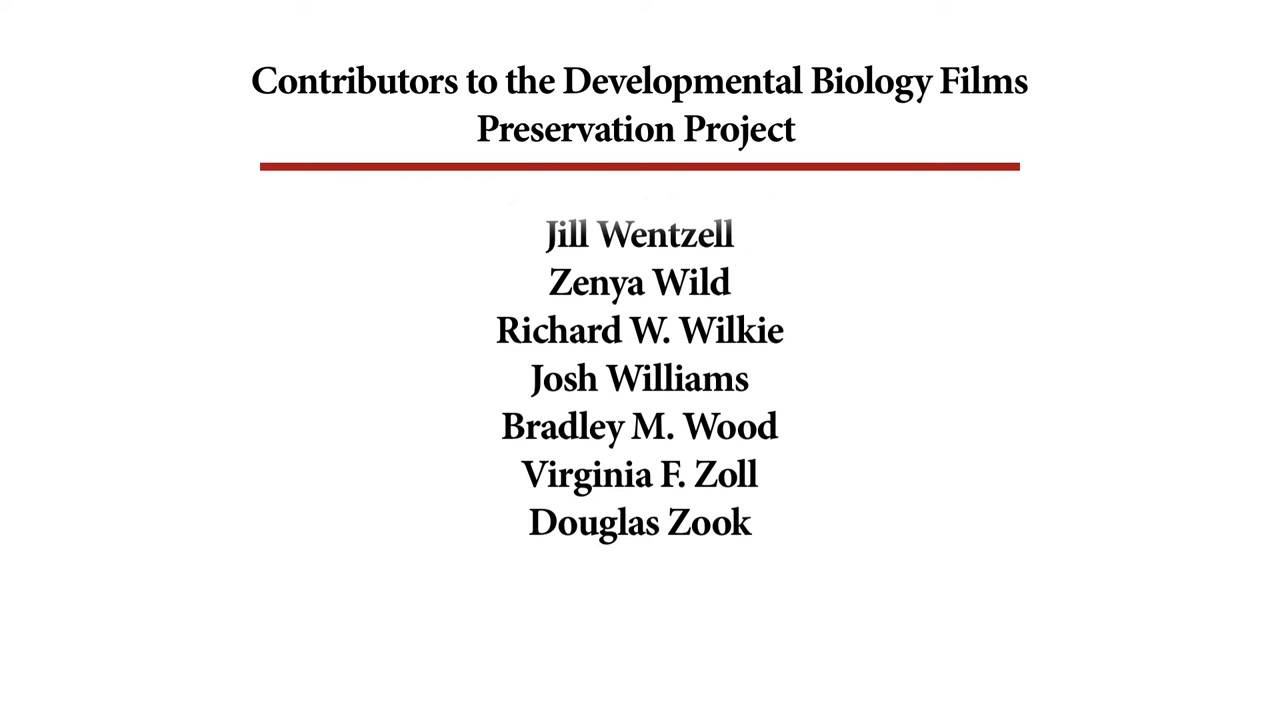 Contributors to the Developmental Biology Films
Preservation Project
Jill Wentzell
Zenya Wild
Richard W. Wilkie
Josh Williams
Bradley M. Wood
Virginia F. Zoll
Douglas Zook